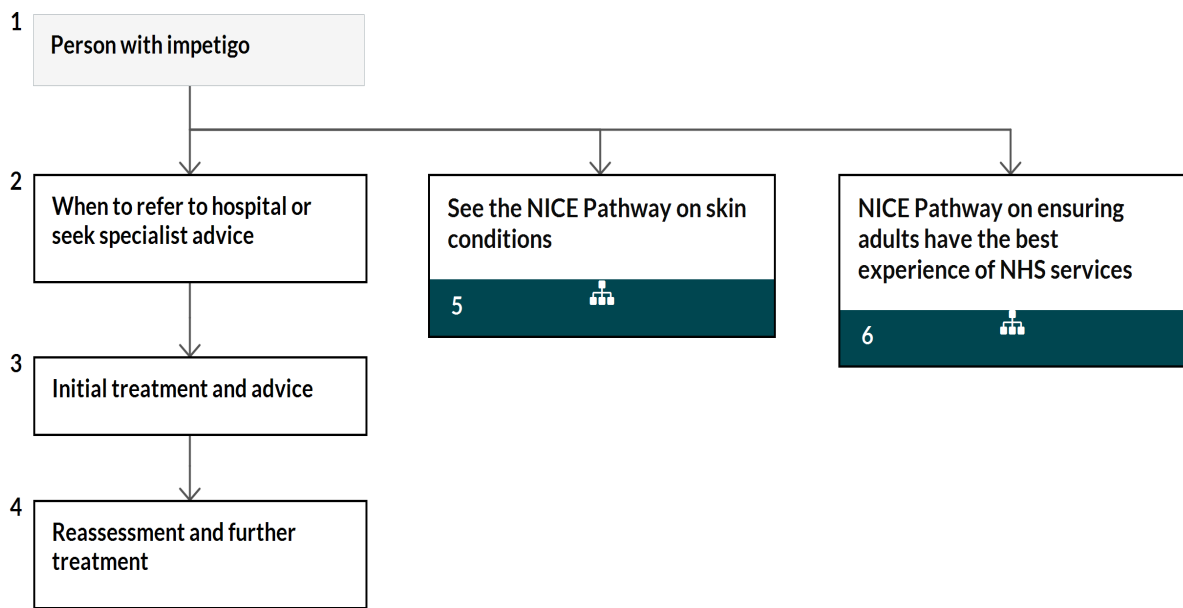 1
Person with impetigo
2
When to refer to hospital or
seek specialist advice
See the NICE Pathway on skin
conditions
5
NICE Pathway on ensuring
adults have the best
experience of NHS services
6
3
Initial treatment and advice
4
Reassessment and further
treatment